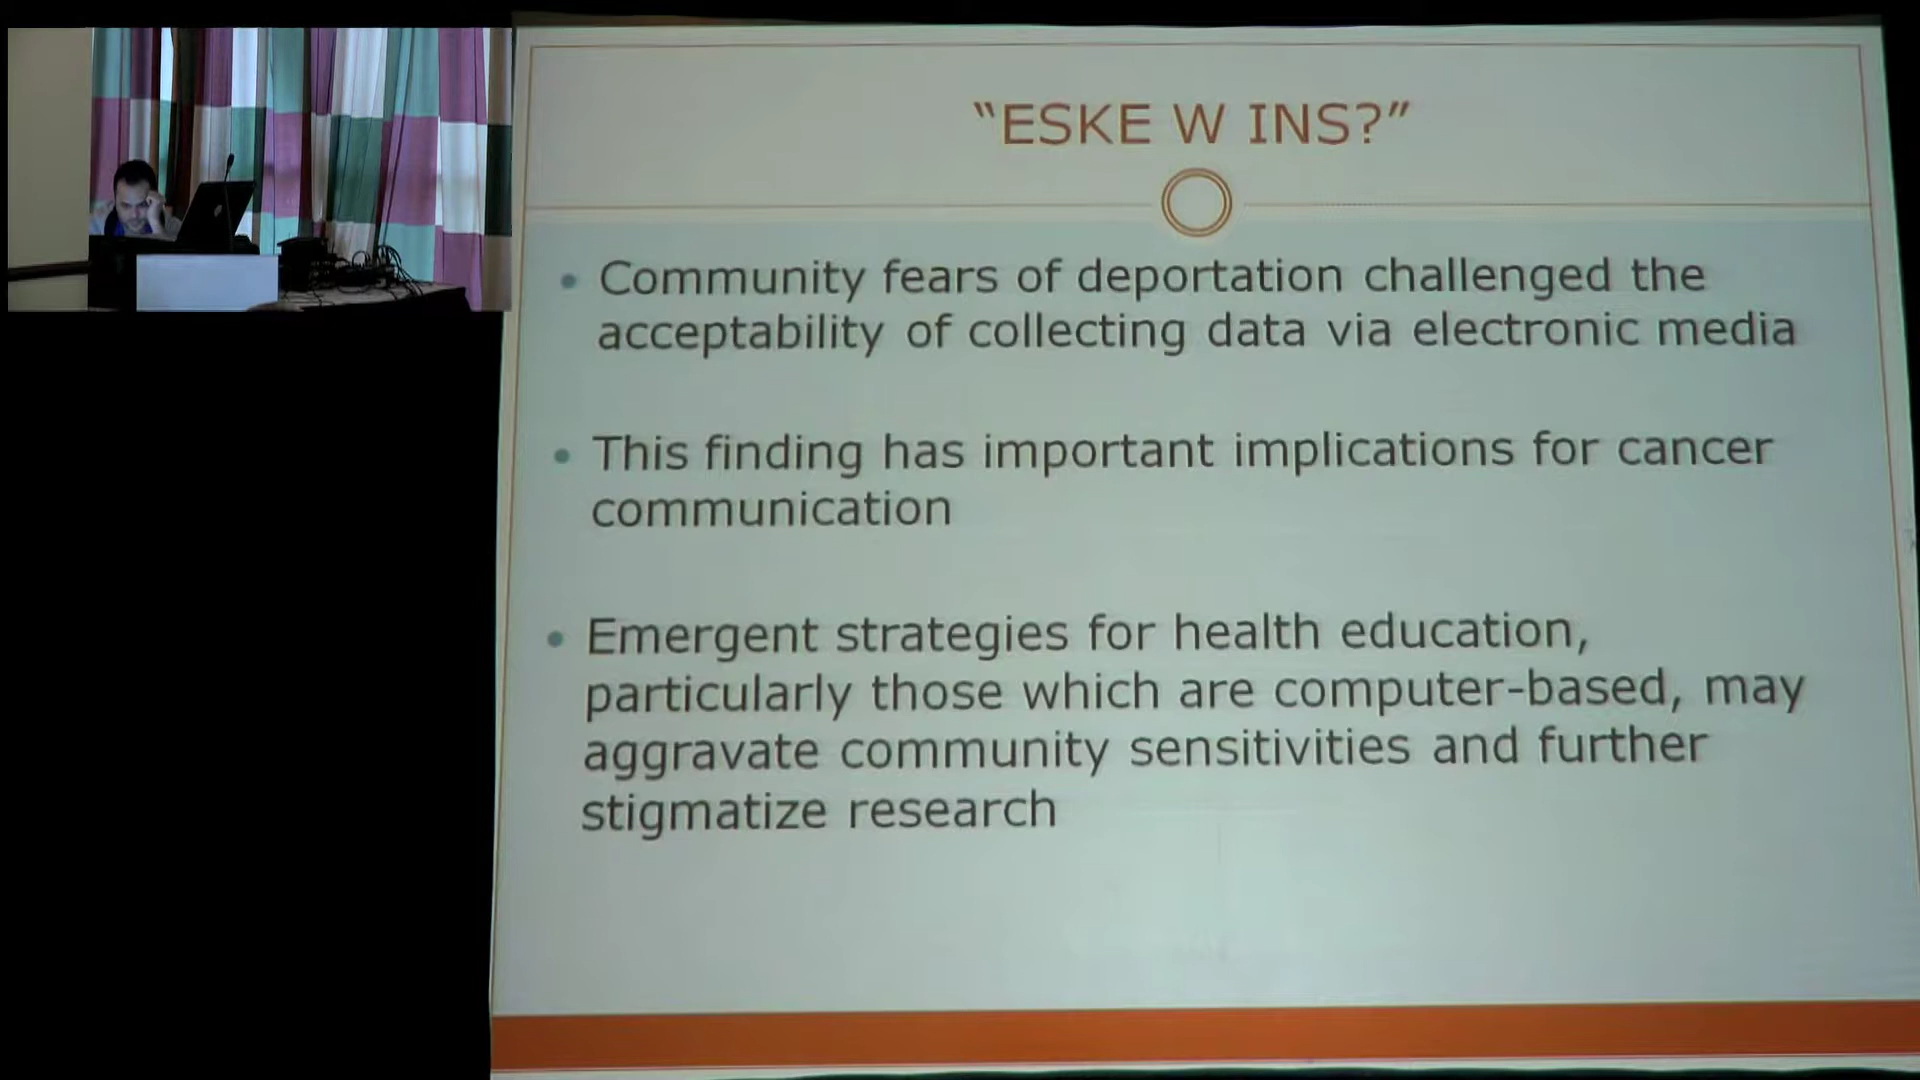 “ESKE W INS?”
• Community fears of deportation challenged the
acceptability of collecting data via electronic media
• This finding has important implications for cancer
communication
• Emergent strategies for health education,
particularly those which are computer-based, may
aggravate community sensitivities and further
stigmatize research